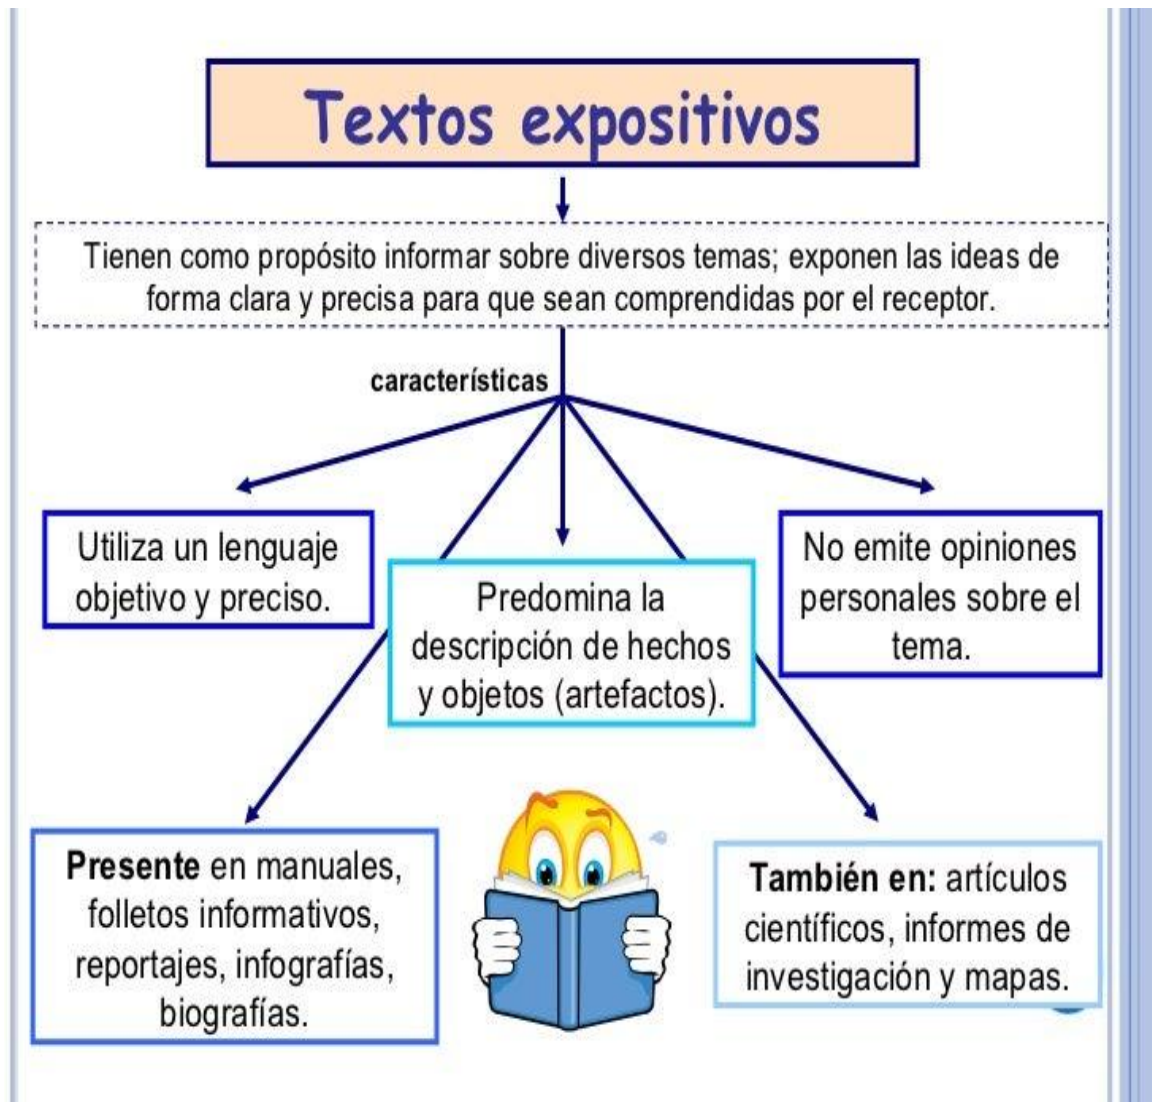 Textos expositivos
Tienen como propósito informar sobre diversos temas; exponen las ideas de
forma clara y precisa para que sean comprendidas por el receptor.
características
Utiliza un lenguaje
objetivo y preciso.
Predomina la
descripción de hechos
y objetos (artefactos).
No emite opiniones
personales sobre el
tema.
Presente en manuales,
folletos informativos,
reportajes, infografías,
biografías.
También en: artículos
científicos, informes de
investigación y mapas.